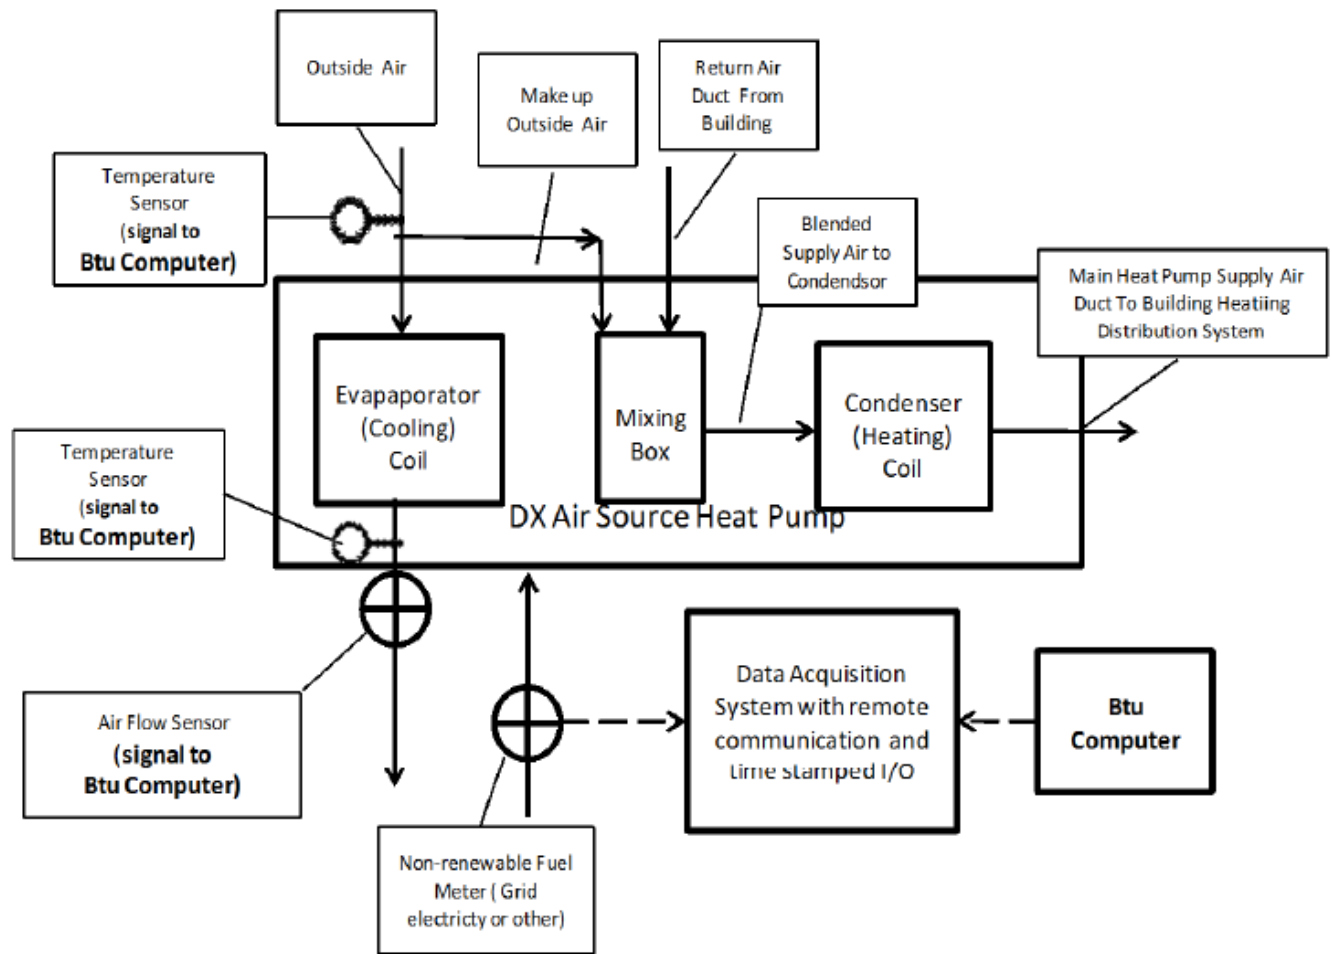 Outside Air
Make up
Outside Air
Return Air
Duct From
Building
Temperature
Sensor
(signal to
Btu Computer)
Blended
Supply Air to
Condendsor
Main Heat Pump Supply Air
Duct To Building Heatiing
Distribution System
Evapaporator
(Cooling)
Coil
Mixing
Box
Condenser
(Heating)
Coil
Temperature
Sensor
(signal to
Btu Computer)
DX Air Source Heat Pump
Air Flow Sensor
(signal to
Btu Computer)
Data Acquisition
System with remote
communication and
time stamped I/O
Btu
Computer
Non-renewable Fuel
Meter ( Grid
electricty or other)